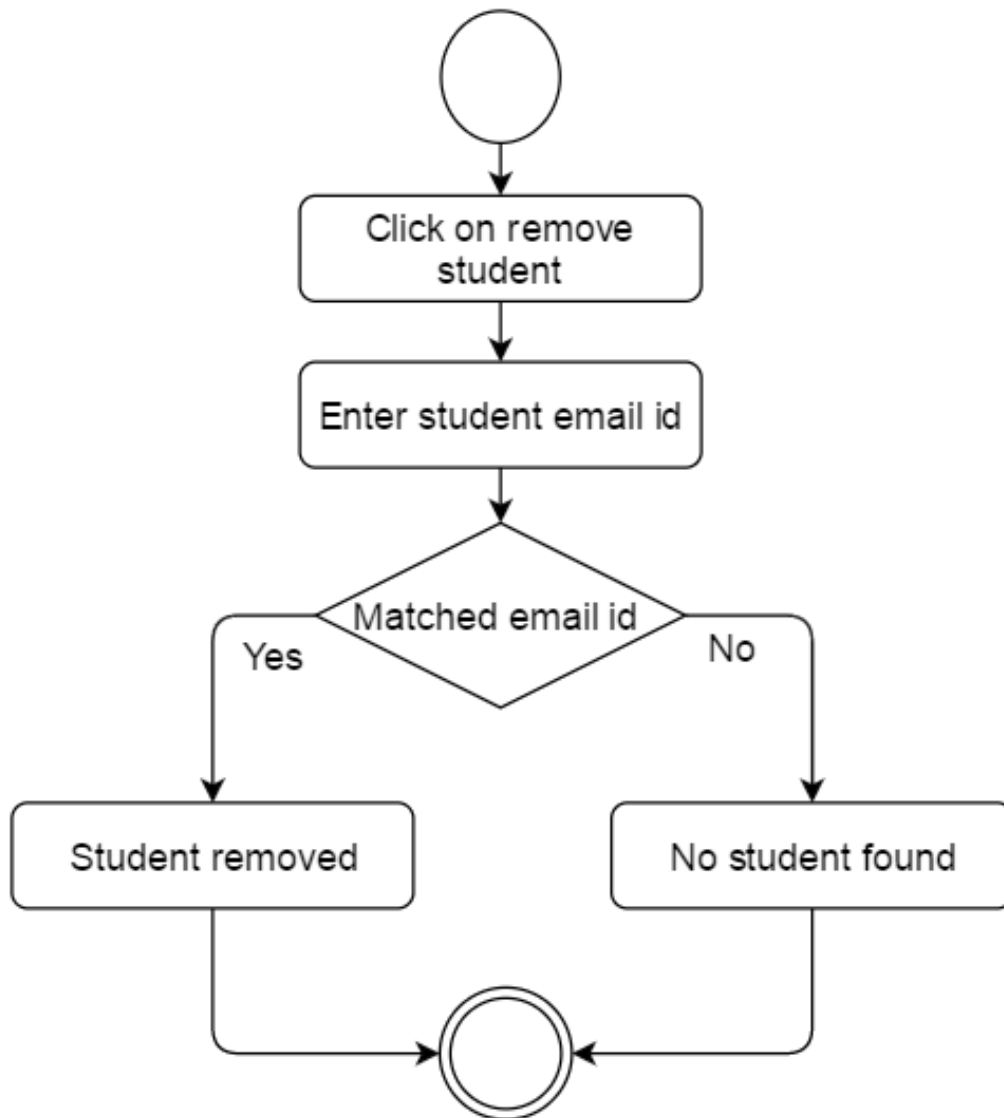 Click on remove
student
Enter student email id
Matched email id
Yes
No
Student removed
No student found